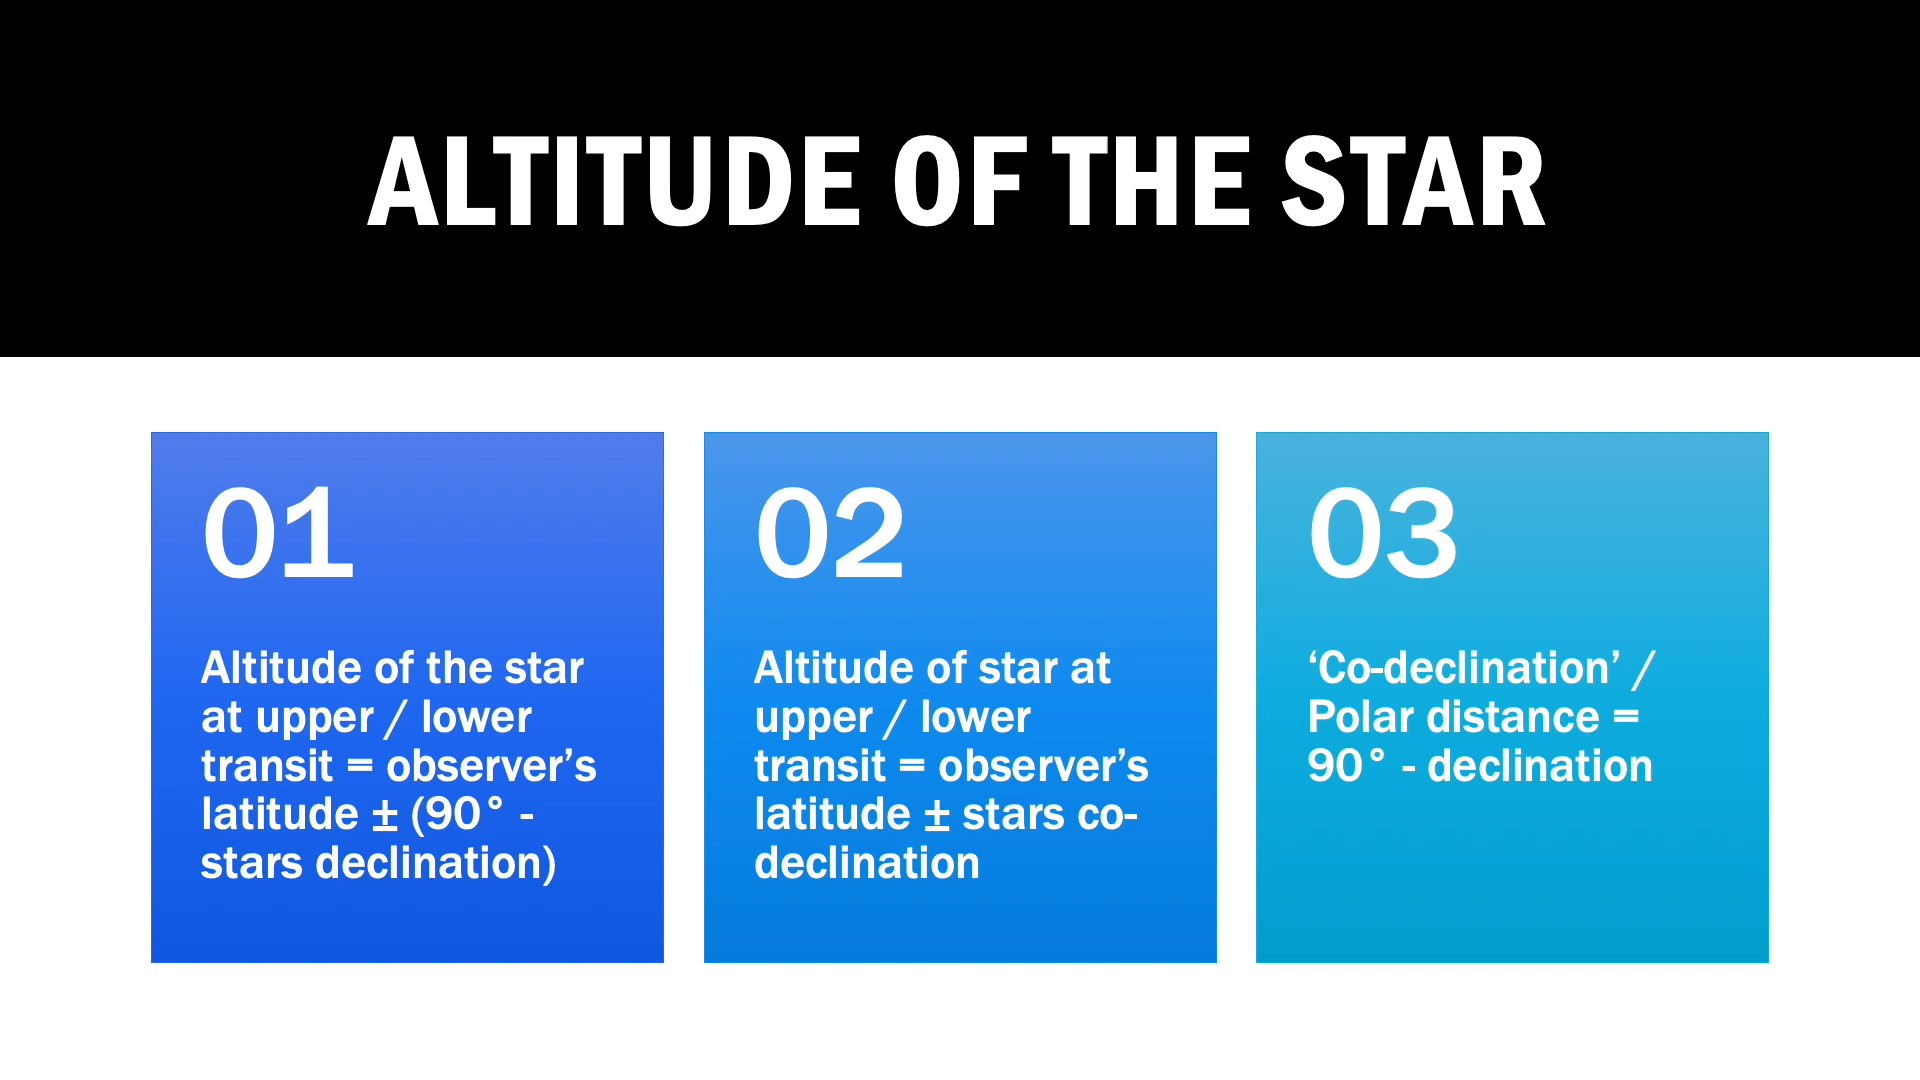 ALTITUDE OF THE STAR
01
Altitude of the star
at upper / lower
transit = observer’s
latitude ± (90° -
stars declination)
02
Altitude of star at
upper / lower
transit = observer’s
latitude ± stars co-
declination
03
‘Co-declination’ /
Polar distance =
90° - declination